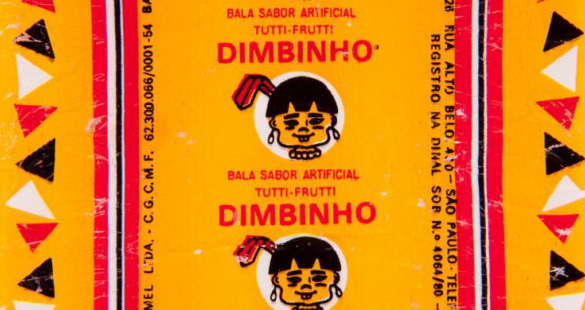 BALA SABOR ARTIFICIAL
TUTTI-FRUTTI
DIMBINHO
BALA SABOR ARTIFICIAL
TUTTI-FRUTTI
DIMBINHO
MEL LTDA. - C.G.C.M.F. 62.300.066/0001-54 BA
RUA ALTO BELO, - SÃO PAULO - TELE
REGISTRO NA DINAL SOB N.º 4064/80 -